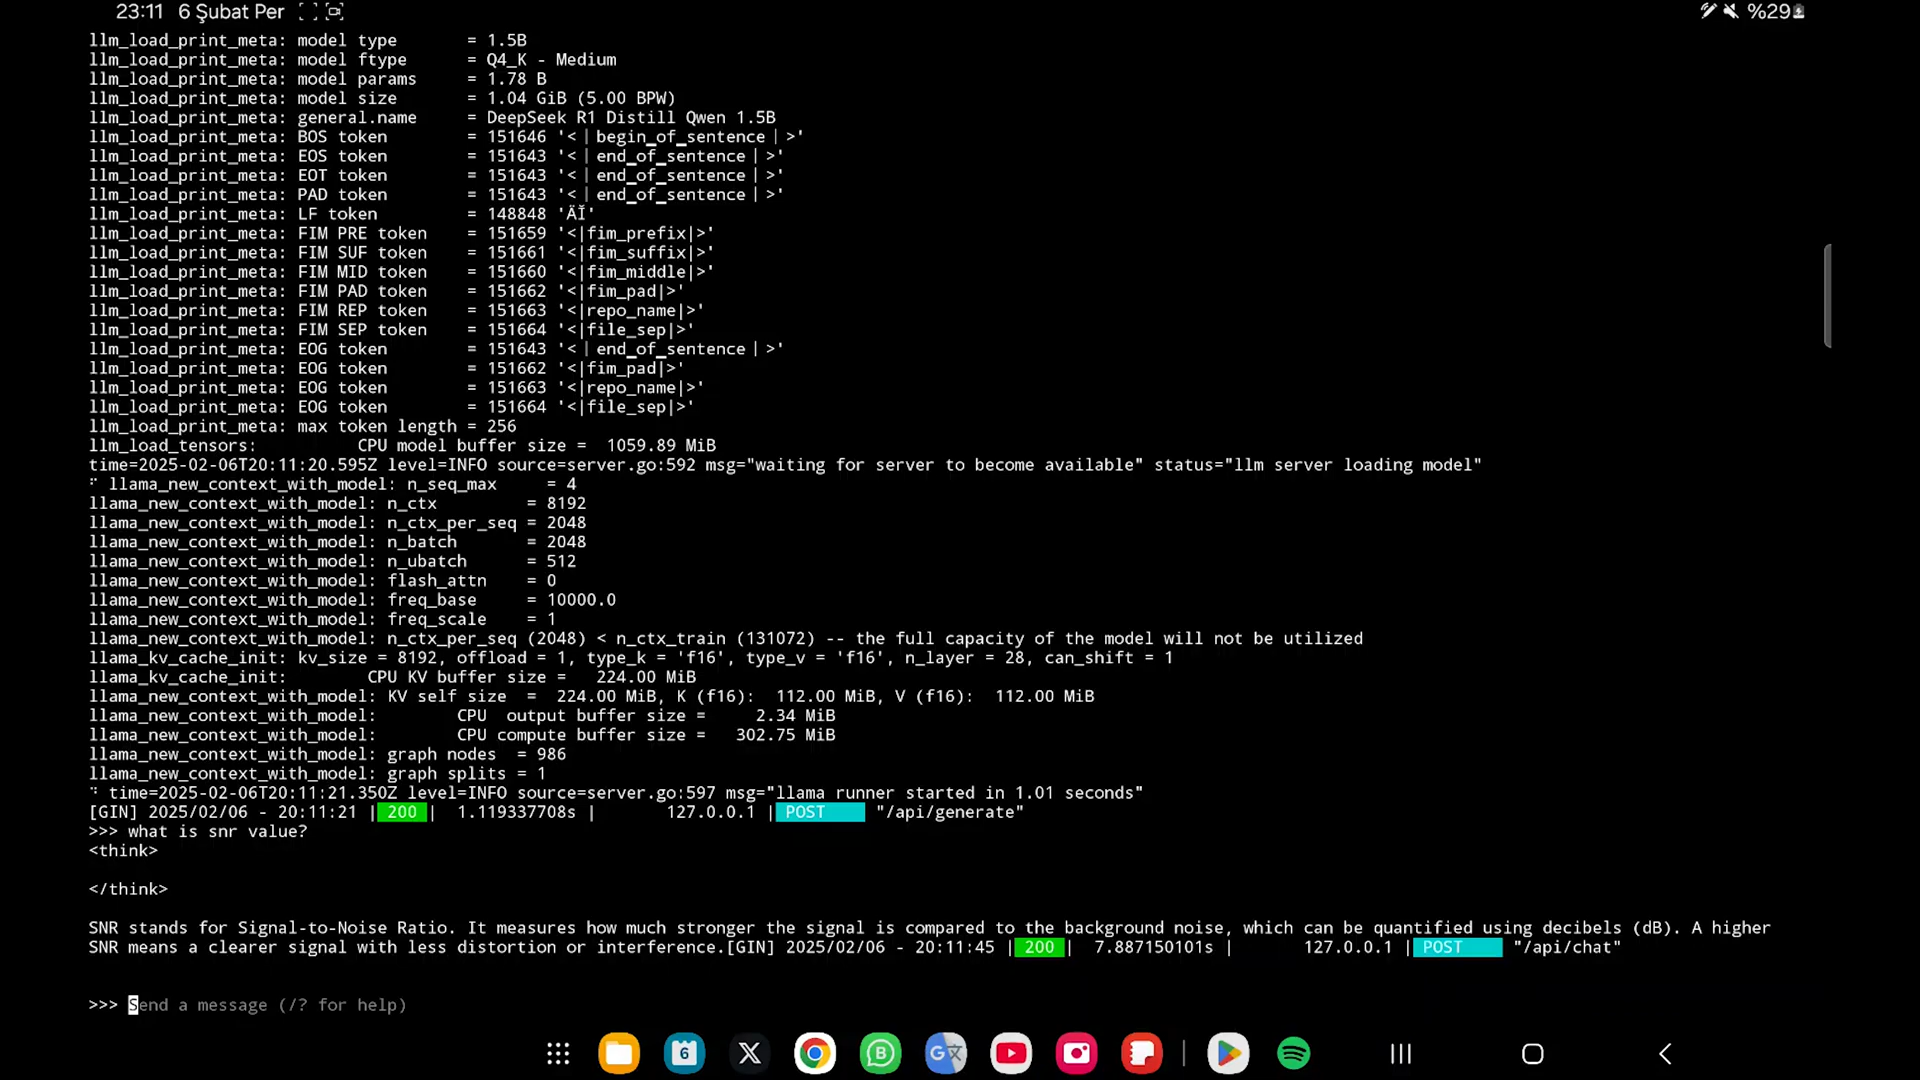 23:11 6 Şubat Per %29
llm_load_print_meta: model type = 1.5B
llm_load_print_meta: model ftype = Q4_K - Medium
llm_load_print_meta: model params = 1.78 B
llm_load_print_meta: model size = 1.04 GiB (5.00 BPW)
llm_load_print_meta: general.name = DeepSeek R1 Distill Qwen 1.5B
llm_load_print_meta: BOS token = 151646 '<｜begin▁of▁sentence｜>'
llm_load_print_meta: EOS token = 151643 '<｜end▁of▁sentence｜>'
llm_load_print_meta: EOT token = 151643 '<｜end▁of▁sentence｜>'
llm_load_print_meta: PAD token = 151643 '<｜end▁of▁sentence｜>'
llm_load_print_meta: LF token = 148848 'ÄĬ'
llm_load_print_meta: FIM PRE token = 151659 '<|fim_prefix|>'
llm_load_print_meta: FIM SUF token = 151661 '<|fim_suffix|>'
llm_load_print_meta: FIM MID token = 151660 '<|fim_middle|>'
llm_load_print_meta: FIM PAD token = 151662 '<|fim_pad|>'
llm_load_print_meta: FIM REP token = 151663 '<|repo_name|>'
llm_load_print_meta: FIM SEP token = 151664 '<|file_sep|>'
llm_load_print_meta: EOG token = 151643 '<｜end▁of▁sentence｜>'
llm_load_print_meta: EOG token = 151662 '<|fim_pad|>'
llm_load_print_meta: EOG token = 151663 '<|repo_name|>'
llm_load_print_meta: EOG token = 151664 '<|file_sep|>'
llm_load_print_meta: max token length = 256
llm_load_tensors: CPU model buffer size = 1059.89 MiB
time=2025-02-06T20:11:20.595Z level=INFO source=server.go:592 msg="waiting for server to become available" status="llm server loading model"
llama_new_context_with_model: n_seq_max = 4
llama_new_context_with_model: n_ctx = 8192
llama_new_context_with_model: n_ctx_per_seq = 2048
llama_new_context_with_model: n_batch = 2048
llama_new_context_with_model: n_ubatch = 512
llama_new_context_with_model: flash_attn = 0
llama_new_context_with_model: freq_base = 10000.0
llama_new_context_with_model: freq_scale = 1
llama_new_context_with_model: n_ctx_per_seq (2048) < n_ctx_train (131072) -- the full capacity of the model will not be utilized
llama_kv_cache_init: kv_size = 8192, offload = 1, type_k = 'f16', type_v = 'f16', n_layer = 28, can_shift = 1
llama_kv_cache_init: CPU KV buffer size = 224.00 MiB
llama_new_context_with_model: KV self size = 224.00 MiB, K (f16): 112.00 MiB, V (f16): 112.00 MiB
llama_new_context_with_model: CPU output buffer size = 2.34 MiB
llama_new_context_with_model: CPU compute buffer size = 302.75 MiB
llama_new_context_with_model: graph nodes = 986
llama_new_context_with_model: graph splits = 1
time=2025-02-06T20:11:21.350Z level=INFO source=server.go:597 msg="llama runner started in 1.01 seconds"
[GIN] 2025/02/06 - 20:11:21 | 200 | 1.119337708s | 127.0.0.1 | POST "/api/generate"
>>> what is snr value?
<think>
</think>
SNR stands for Signal-to-Noise Ratio. It measures how much stronger the signal is compared to the background noise, which can be quantified using decibels (dB). A higher
SNR means a clearer signal with less distortion or interference.[GIN] 2025/02/06 - 20:11:45 | 200 | 7.887150101s | 127.0.0.1 | POST "/api/chat"
>>> Send a message (/? for help)
6